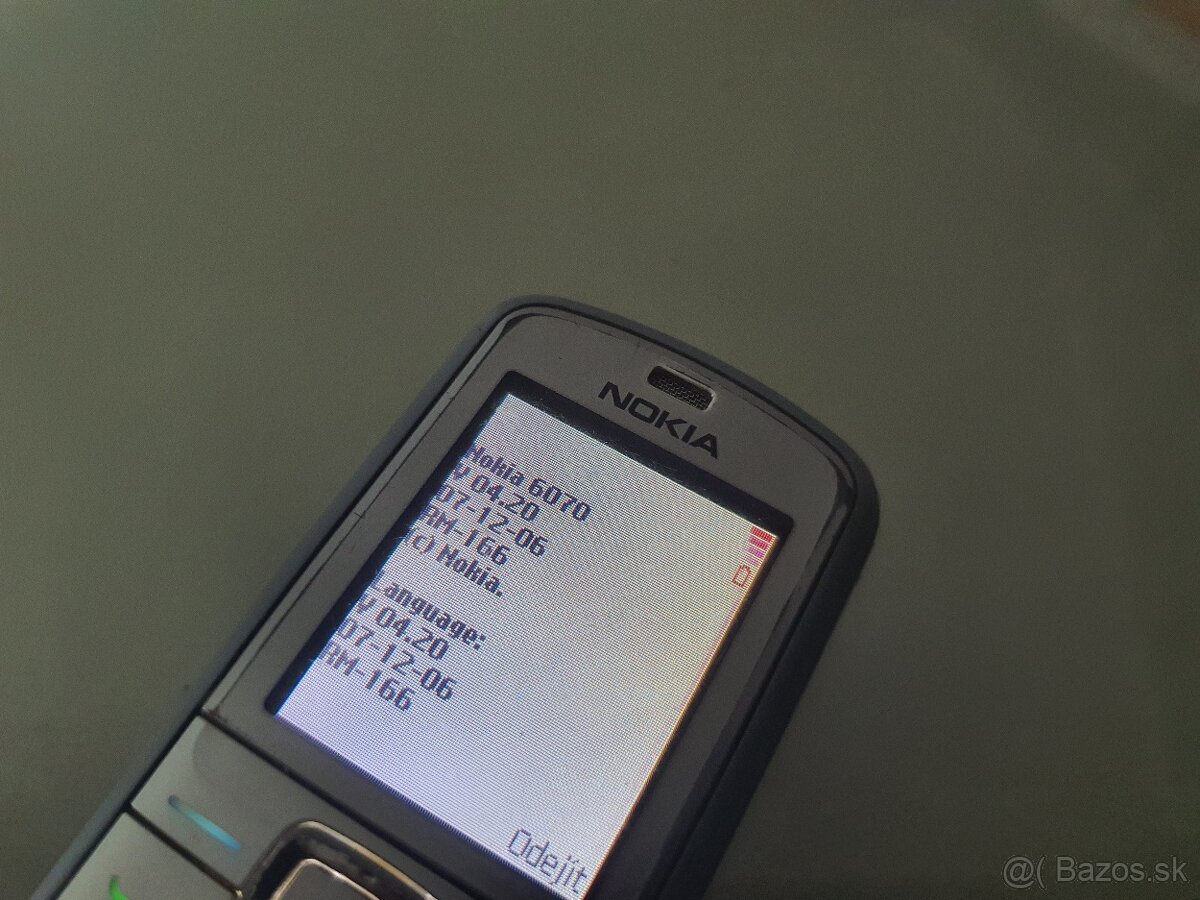 NOKIA
Nokia 6070
V 04.20
07-12-06
RM-166
(c) Nokia.
Language:
V 04.20
07-12-06
RM-166
Odejít
@( Bazos.sk